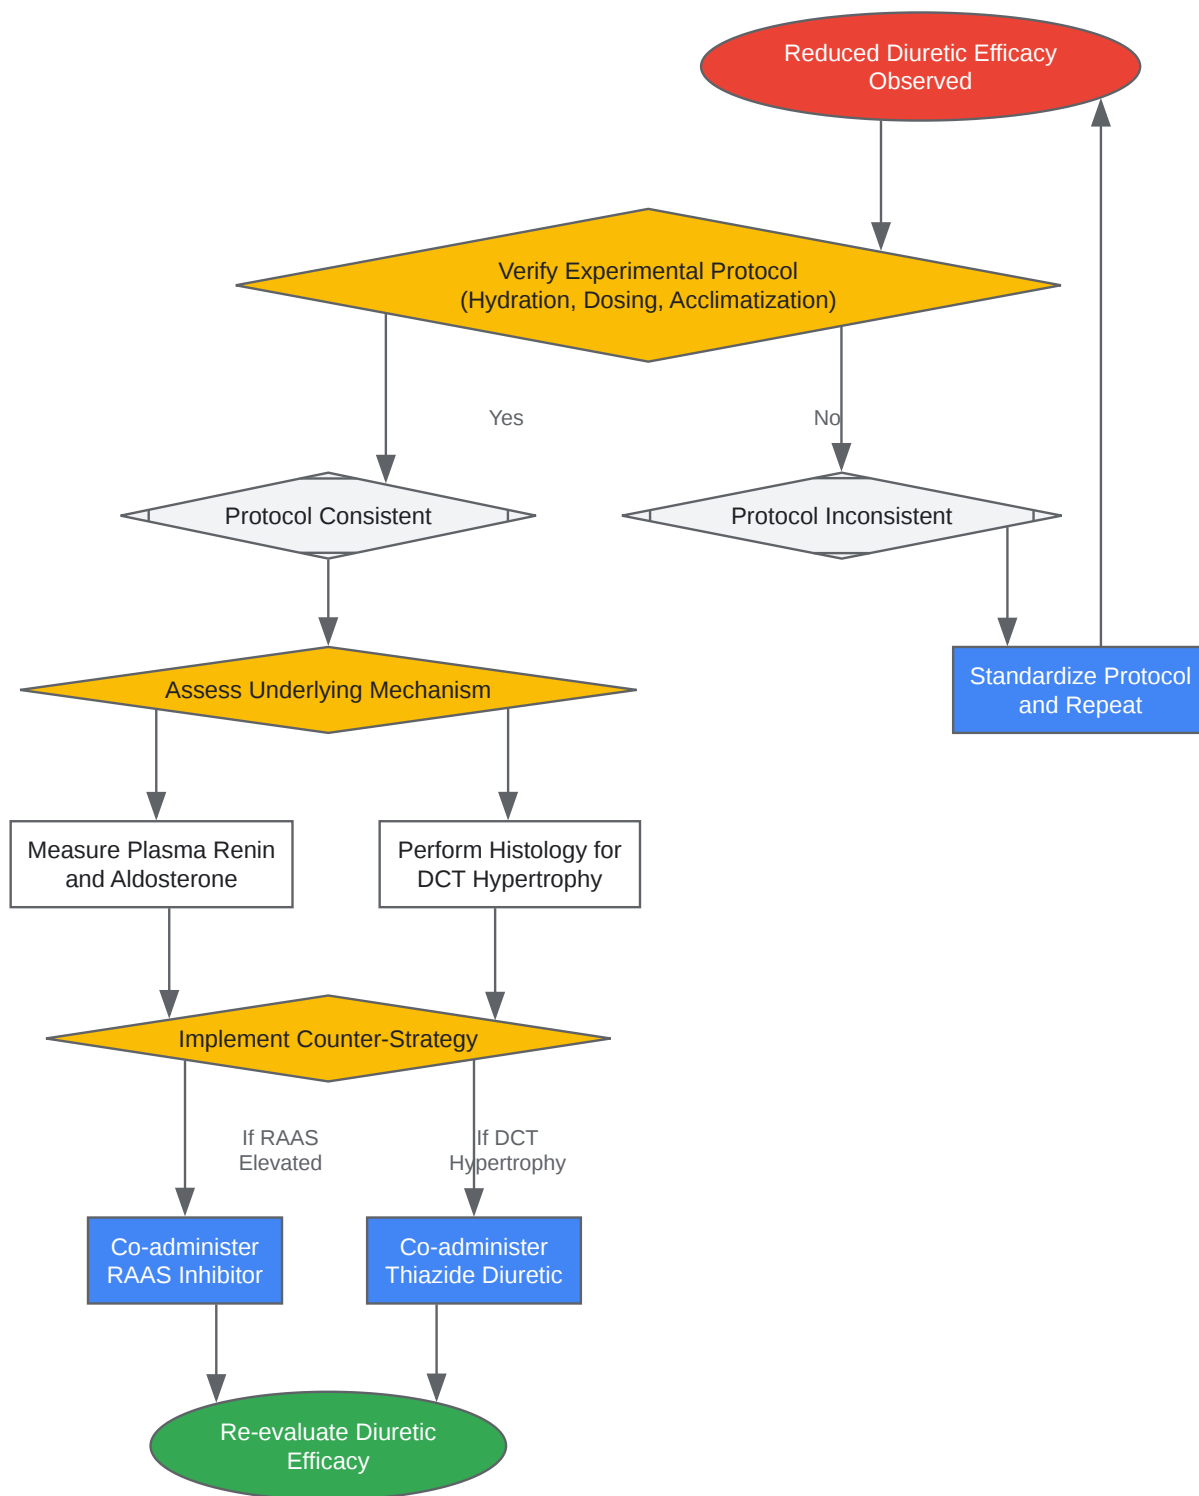 Reduced Diuretic Efficacy
Observed
Verify Experimental Protocol
(Hydration, Dosing, Acclimatization)
Yes
No
Protocol Consistent
Protocol Inconsistent
Assess Underlying Mechanism
Standardize Protocol
and Repeat
Measure Plasma Renin
and Aldosterone
Perform Histology for
DCT Hypertrophy
Implement Counter-Strategy
If RAAS
Elevated
If DCT
Hypertrophy
Co-administer
RAAS Inhibitor
Co-administer
Thiazide Diuretic
Re-evaluate Diuretic
Efficacy